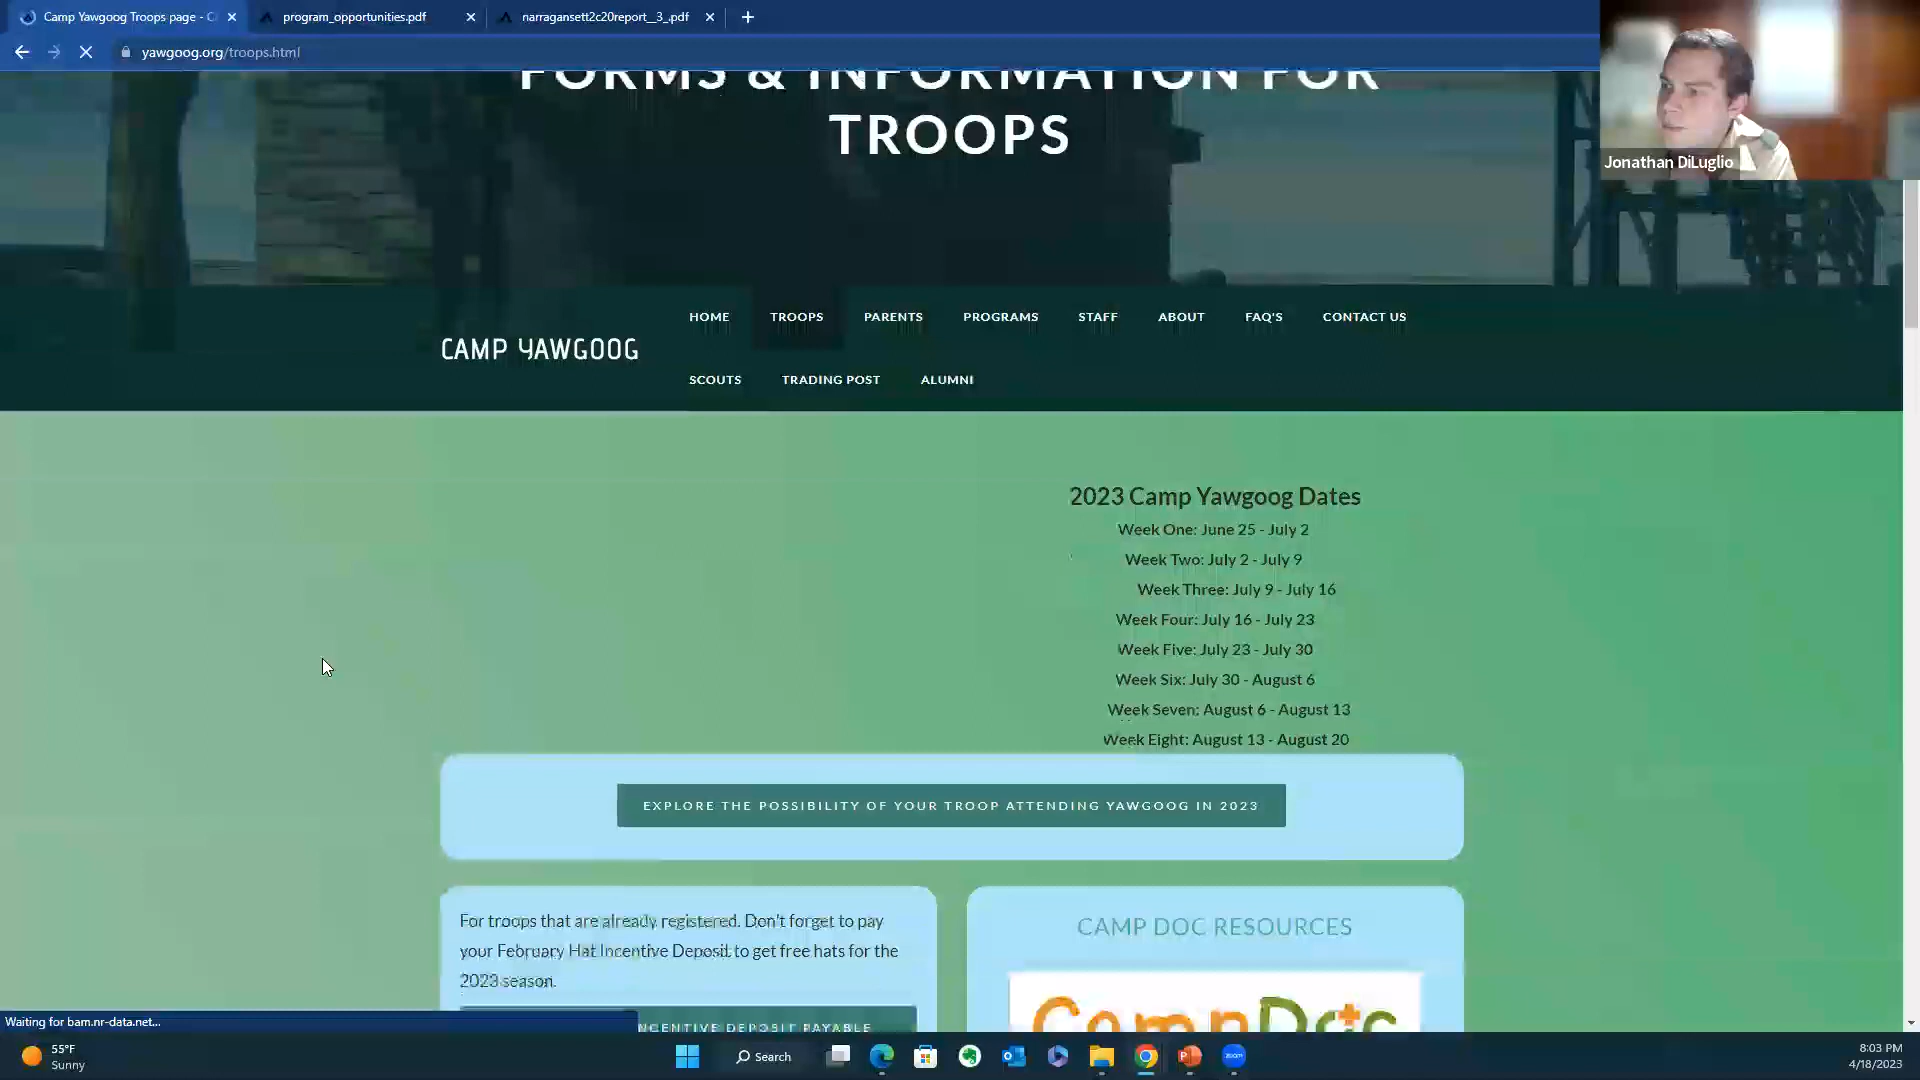 Camp Yawgoog Troops page - C
program_opportunities.pdf
narragansett2c20report__3_.pdf
yawgoog.org/troops.html
FORMS & INFORMATION FOR
TROOPS
Jonathan DiLuglio
HOME
TROOPS
PARENTS
PROGRAMS
STAFF
ABOUT
FAQ'S
CONTACT US
CAMP YAWGOOG
SCOUTS
TRADING POST
ALUMNI
2023 Camp Yawgoog Dates
Week One: June 25 - July 2
Week Two: July 2 - July 9
Week Three: July 9 - July 16
Week Four: July 16 - July 23
Week Five: July 23 - July 30
Week Six: July 30 - August 6
Week Seven: August 6 - August 13
Week Eight: August 13 - August 20
EXPLORE THE POSSIBILITY OF YOUR TROOP ATTENDING YAWGOOG IN 2023
For troops that are already registered. Don't forget to pay
your February Hat Incentive Deposit to get free hats for the
2023 season.
NCENTIVE DEPOSIT PAYABLE
CAMP DOC RESOURCES
CampDoc
Waiting for bam.nr-data.net...
55°F
Sunny
Search
zoom
8:03 PM
4/18/2023